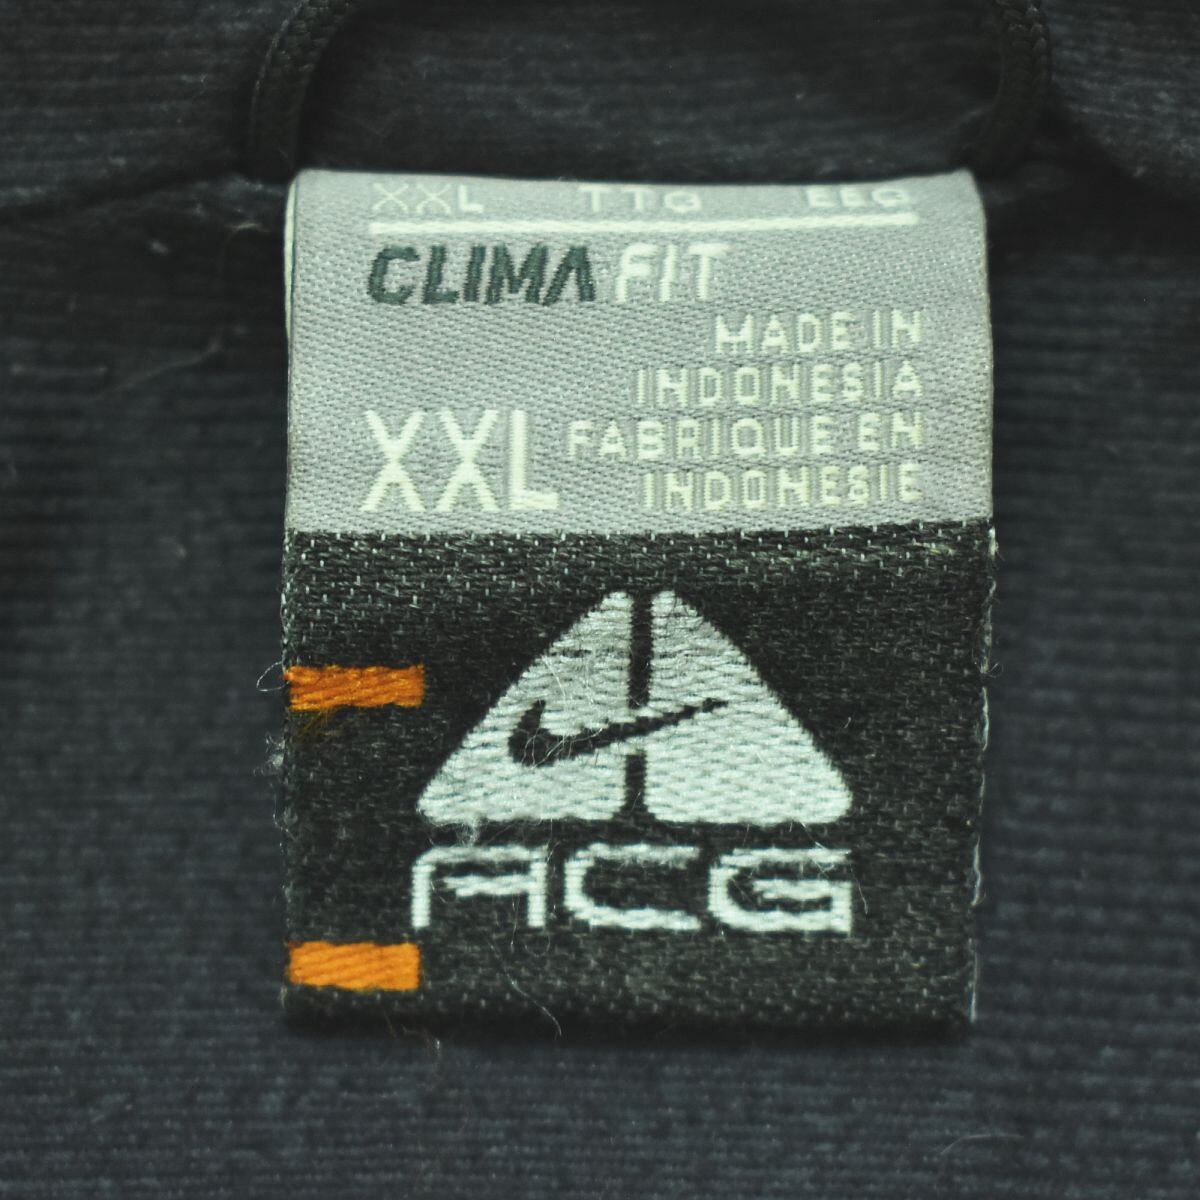 XXL TTG EEG
CLIMA FIT
MADE IN
INDONESIA
XXL FABRIQUE EN
INDONESIE
ACG